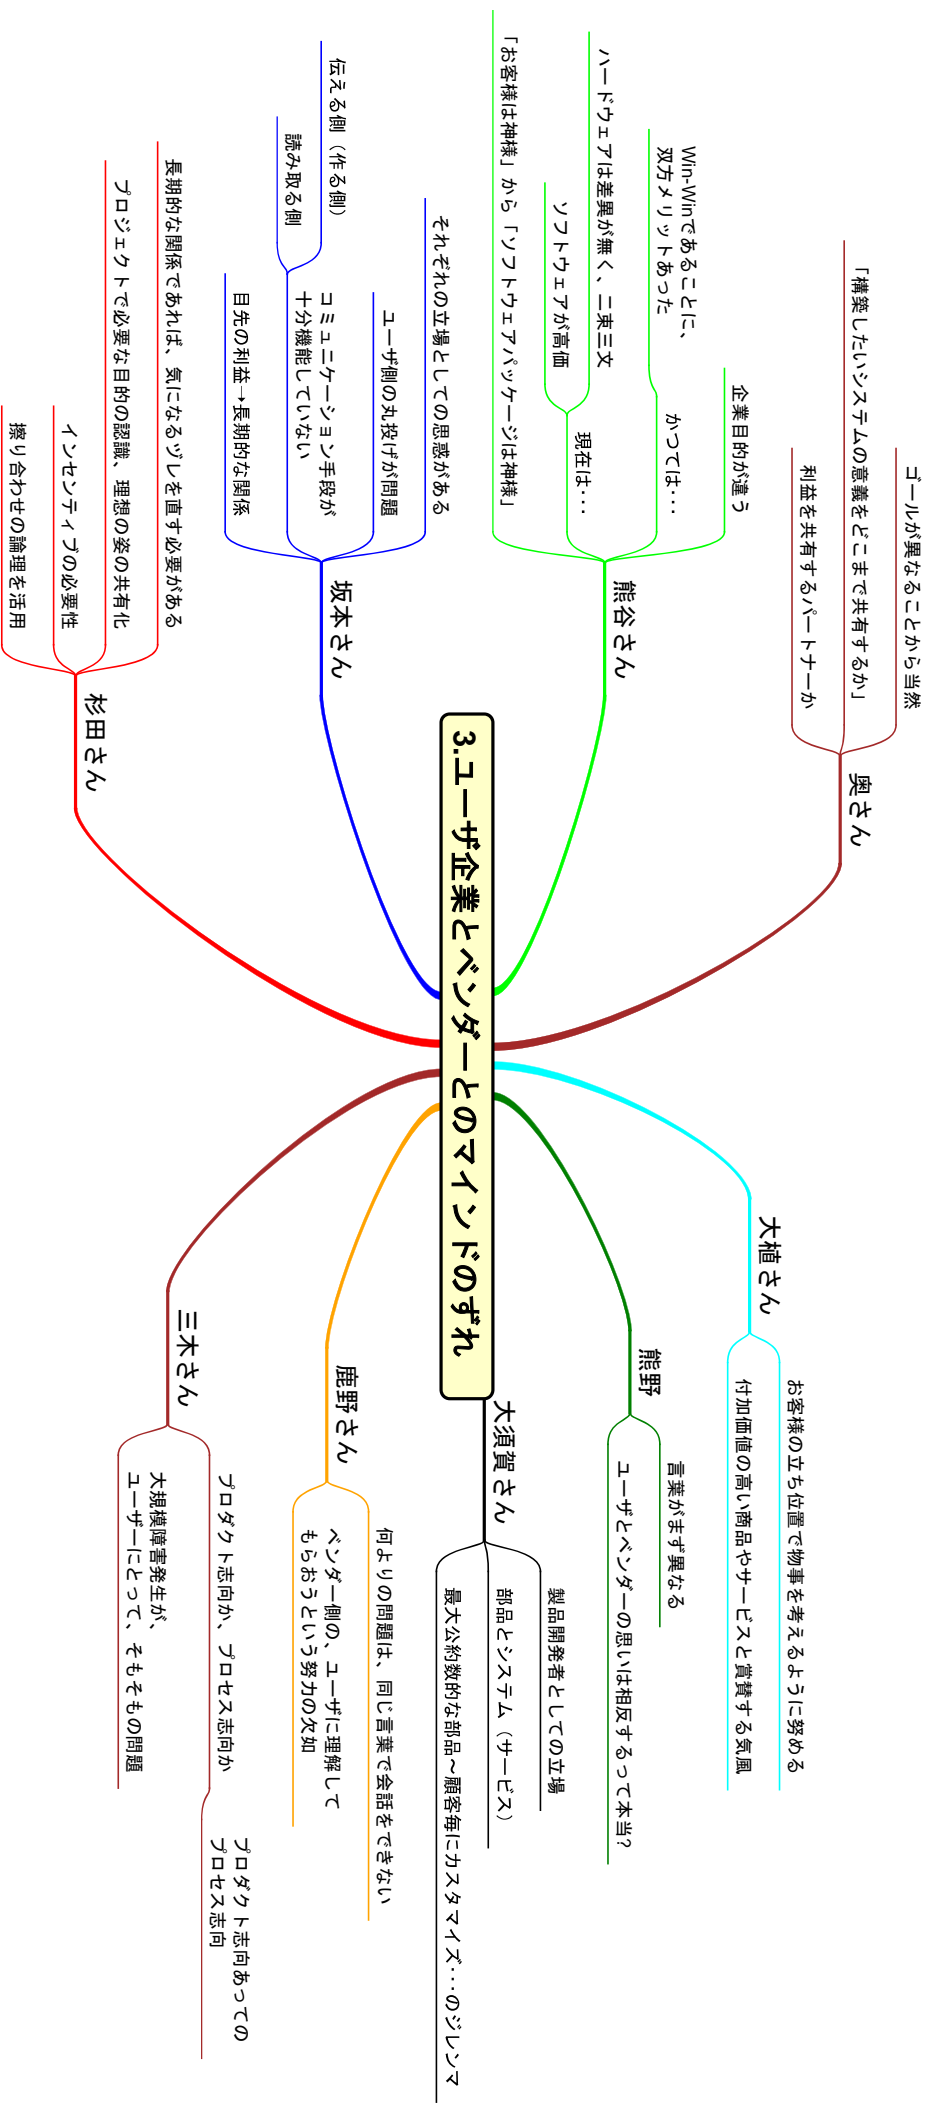 3.ユーザ企業とベンダーとのマインドのずれ
奥さん
ゴールが異なることから当然
「構築したいシステムの意義をどこまで共有するか」
利益を共有するパートナーか
熊谷さん
企業目的が違う
かつては・・・
Win-Winであることに、
双方メリットあった
現在は・・・
ハードウェアは差異が無く、二束三文
ソフトウェアが高価
「お客様は神様」から「ソフトウェアパッケージは神様」
坂本さん
それぞれの立場としての思惑がある
ユーザ側の丸投げが問題
コミュニケーション手段が
十分機能していない
伝える側（作る側）
読み取る側
目先の利益→長期的な関係
杉田さん
長期的な関係であれば、気になるヅレを直す必要がある
プロジェクトで必要な目的の認識、理想の姿の共有化
インセンティブの必要性
擦り合わせの論理を活用
大植さん
お客様の立ち位置で物事を考えるように努める
付加価値の高い商品やサービスと賞賛する気風
熊野
言葉がまず異なる
ユーザとベンダーの思いは相反するって本当?
大須賀さん
製品開発者としての立場
部品とシステム（サービス）
最大公約数的な部品～顧客毎にカスタマイズ・・・のジレンマ
鹿野さん
何よりの問題は、同じ言葉で会話をできない
ベンダー側の、ユーザに理解して
もらおうという努力の欠如
三木さん
プロダクト志向か、プロセス志向か
プロダクト志向あっての
プロセス志向
大規模障害発生が、
ユーザーにとって、そもそもの問題